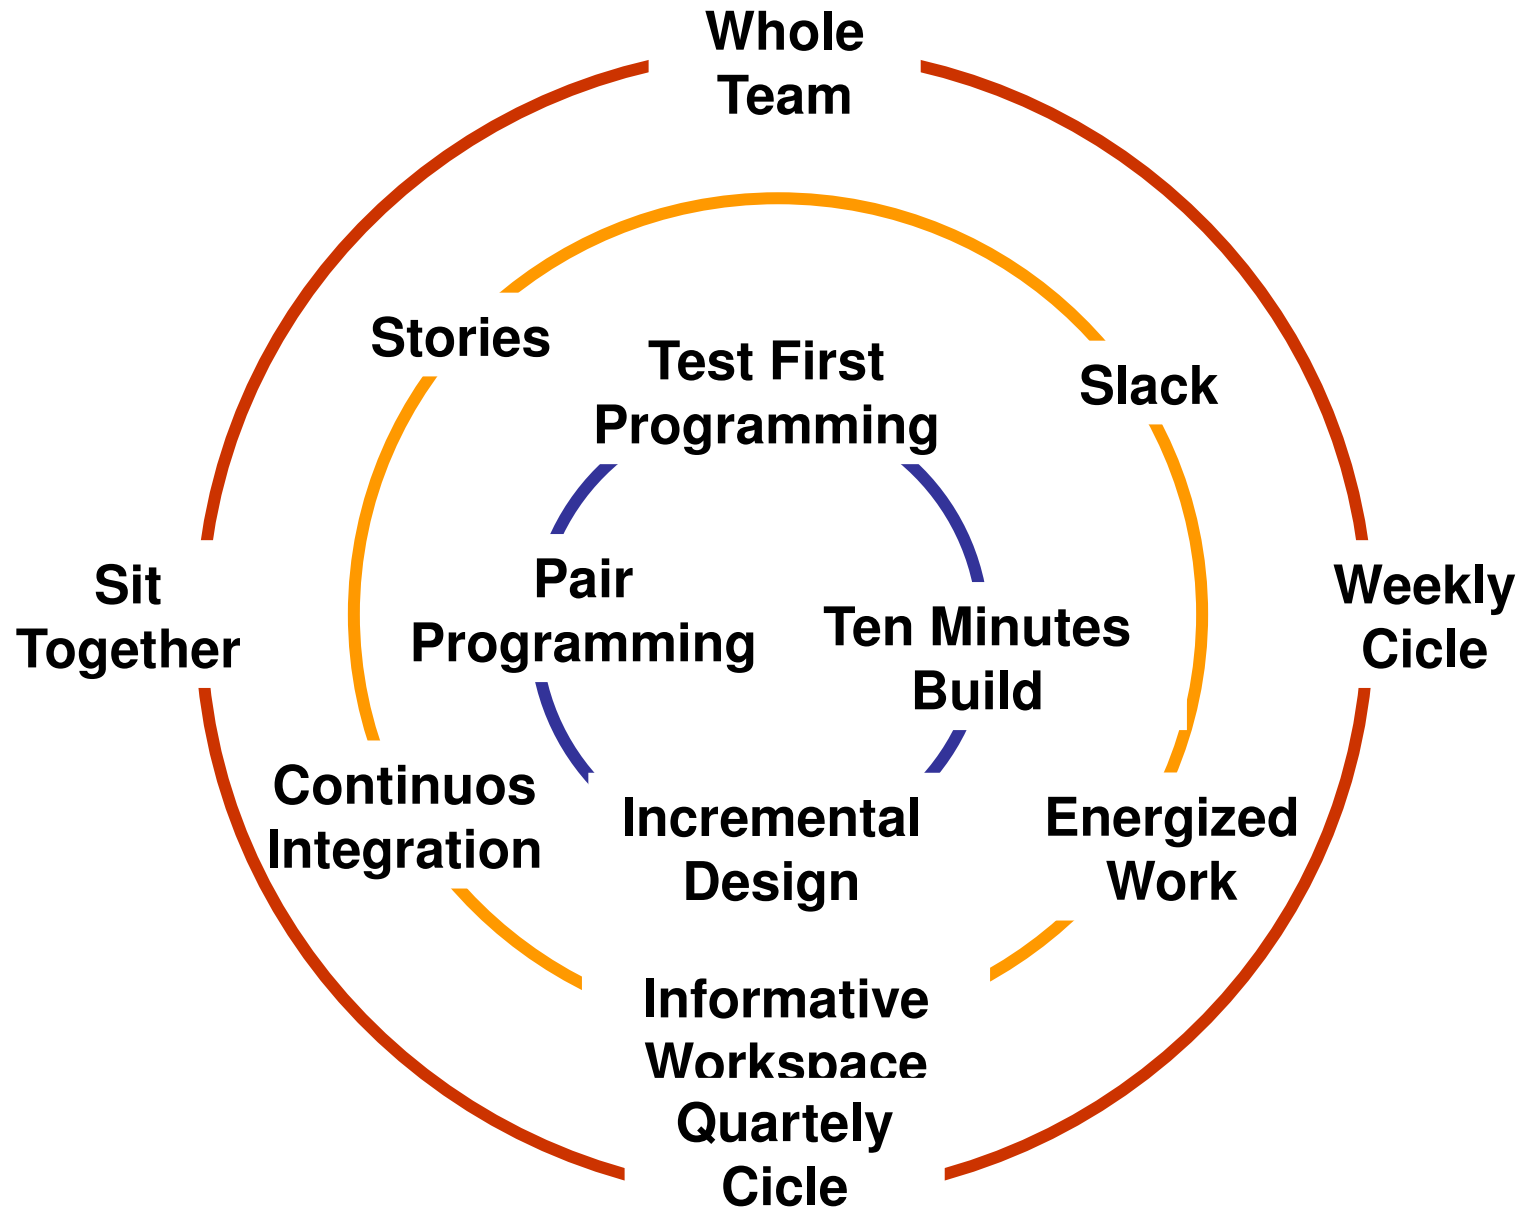 Whole
Team
Stories
Test First
Programming
Slack
Sit
Together
Pair
Programming
Ten Minutes
Build
Weekly
Cicle
Continuos
Integration
Incremental
Design
Energized
Work
Informative
Workspace
Quartely
Cicle